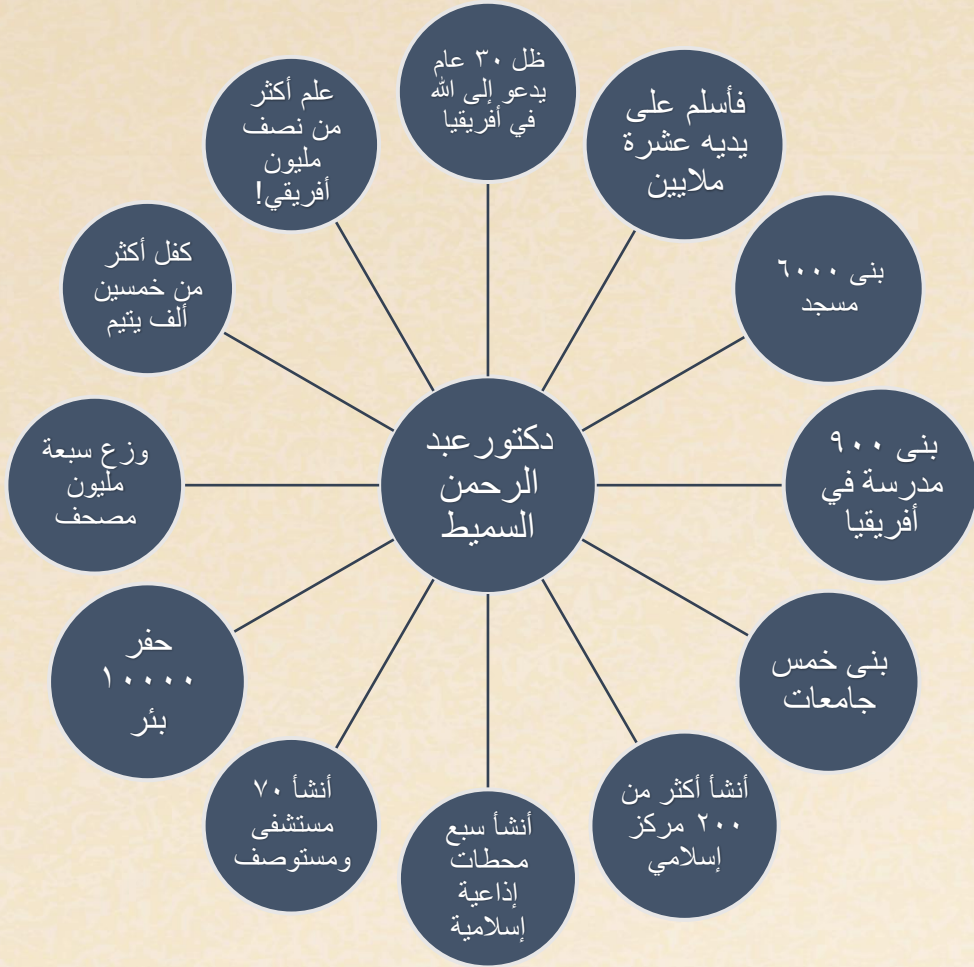 دكتور عبد
الرحمن
السميط
ظل ٣٠ عام
يدعو إلى الله
في أفريقيا
فأسلم على
يديه عشرة
ملايين
بنى ٦٠٠٠
مسجد
بنى ٩٠٠
مدرسة في
أفريقيا
بنى خمس
جامعات
أنشأ أكثر من
٢٠٠ مركز
إسلامي
أنشأ سبع
محطات
إذاعية
إسلامية
أنشأ ٧٠
مستشفى
ومستوصف
حفر
١٠٠٠٠
بئر
وزع سبعة
مليون
مصحف
كفل أكثر
من خمسين
ألف يتيم
علم أكثر
من نصف
مليون
أفريقي!